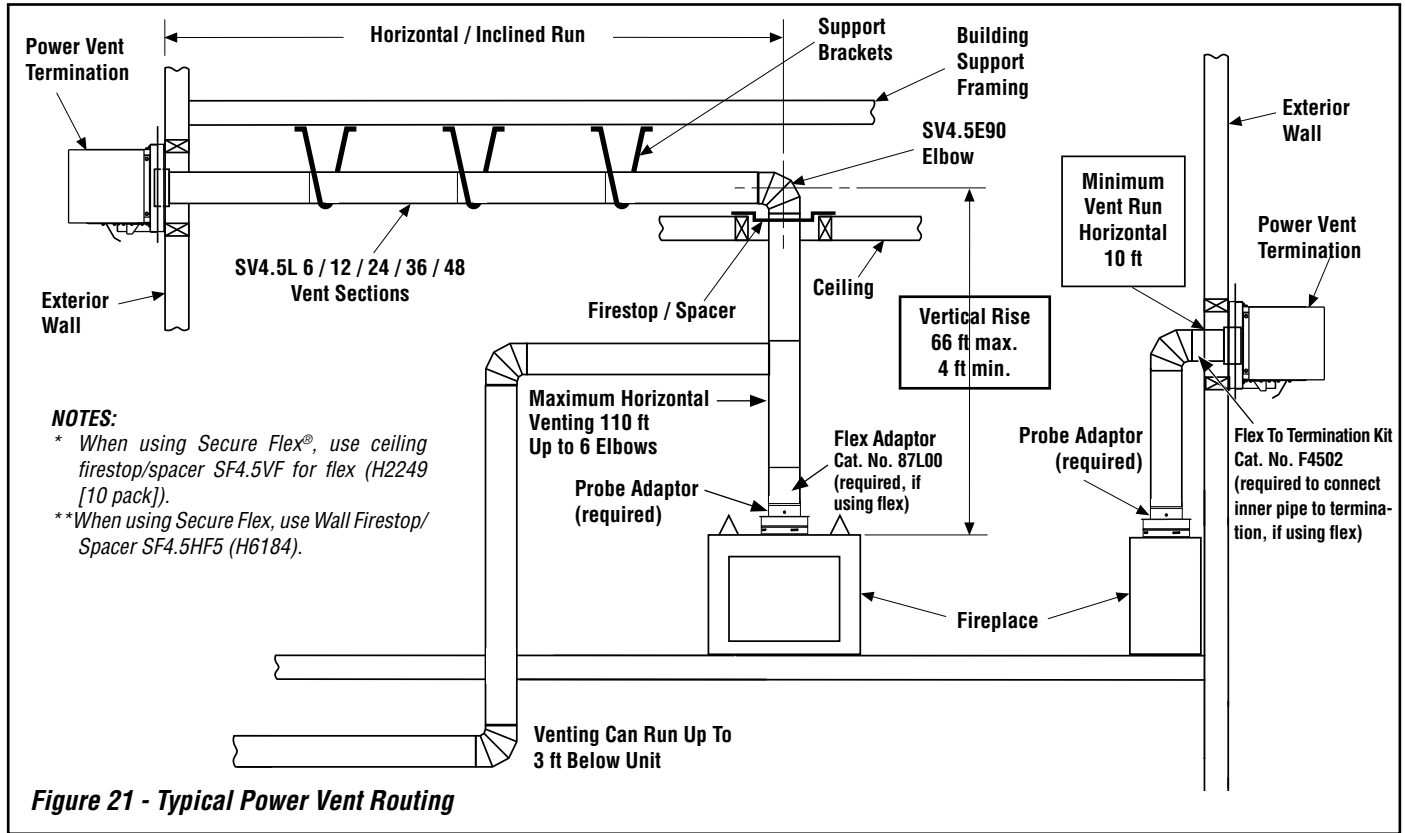 Horizontal / Inclined Run
Power Vent
Termination
Support
Brackets
Building
Support
Framing
SV4.5E90
Elbow
Exterior
Wall
Minimum
Vent Run
Horizontal
10 ft
Power Vent
Termination
SV4.5L 6 / 12 / 24 / 36 / 48
Vent Sections
Exterior
Wall
Firestop / Spacer
Ceiling
Vertical Rise
66 ft max.
4 ft min.
NOTES:
* When using Secure Flex®, use ceiling
firestop/spacer SF4.5VF for flex (H2249
[10 pack]).
**When using Secure Flex, use Wall Firestop/
Spacer SF4.5HF5 (H6184).
Maximum Horizontal
Venting 110 ft
Up to 6 Elbows
Flex Adaptor
Cat. No. 87L00
(required, if
using flex)
Probe Adaptor
(required)
Probe Adaptor
(required)
Flex To Termination Kit
Cat. No. F4502
(required to connect
inner pipe to termina-
tion, if using flex)
Fireplace
Venting Can Run Up To
3 ft Below Unit
Figure 21 - Typical Power Vent Routing